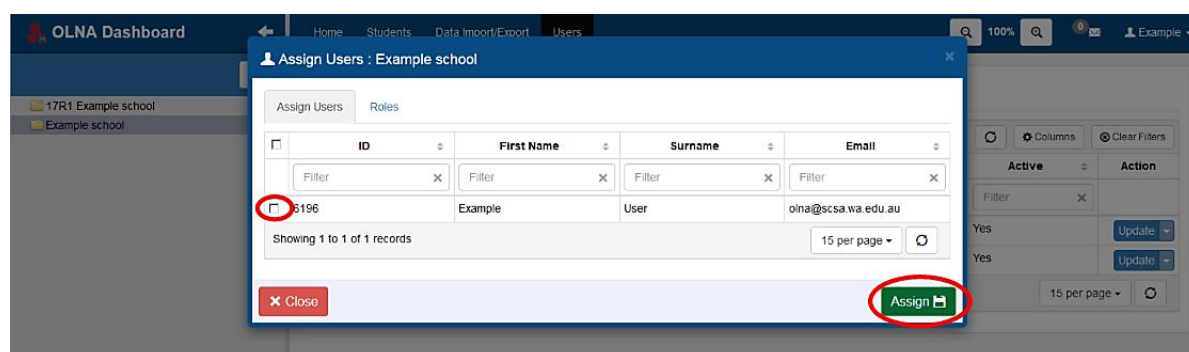 OLNA Dashboard Home Students Data Import/Export Users 100% 0 Example
Assign Users : Example school
Assign Users Roles
17R1 Example school
Example school
Columns Clear Filters
ID First Name Surname Email
Active Action
Filter Filter Filter Filter
Filter
6196 Example User olna@scsa.wa.edu.au
Yes Update
Showing 1 to 1 of 1 records 15 per page
Yes Update
15 per page
Close Assign